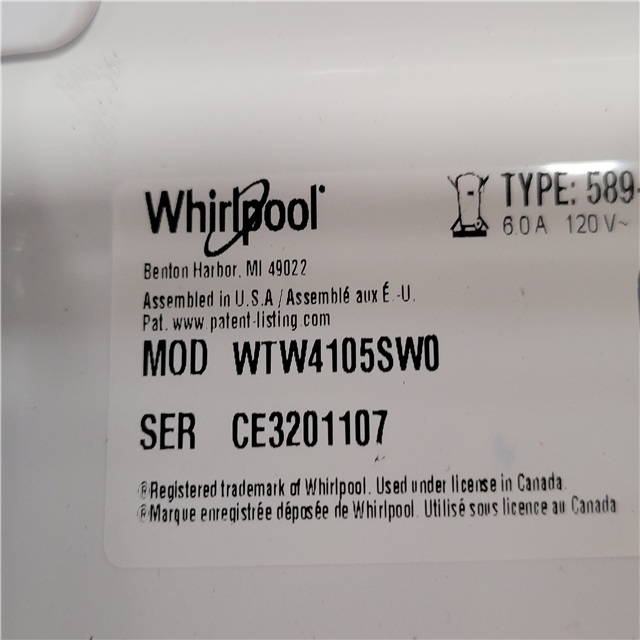 Whirlpool®
TYPE: 589-
6.0 A 120 V~
Benton Harbor, MI 49022
Assembled in U.S.A / Assemblé aux É.-U.
Pat. www.patent-listing.com
MOD WTW4105SW0
SER CE3201107
®Registered trademark of Whirlpool. Used under license in Canada.
®Marque enregistrée déposée de Whirlpool. Utilisé sous licence au Canada